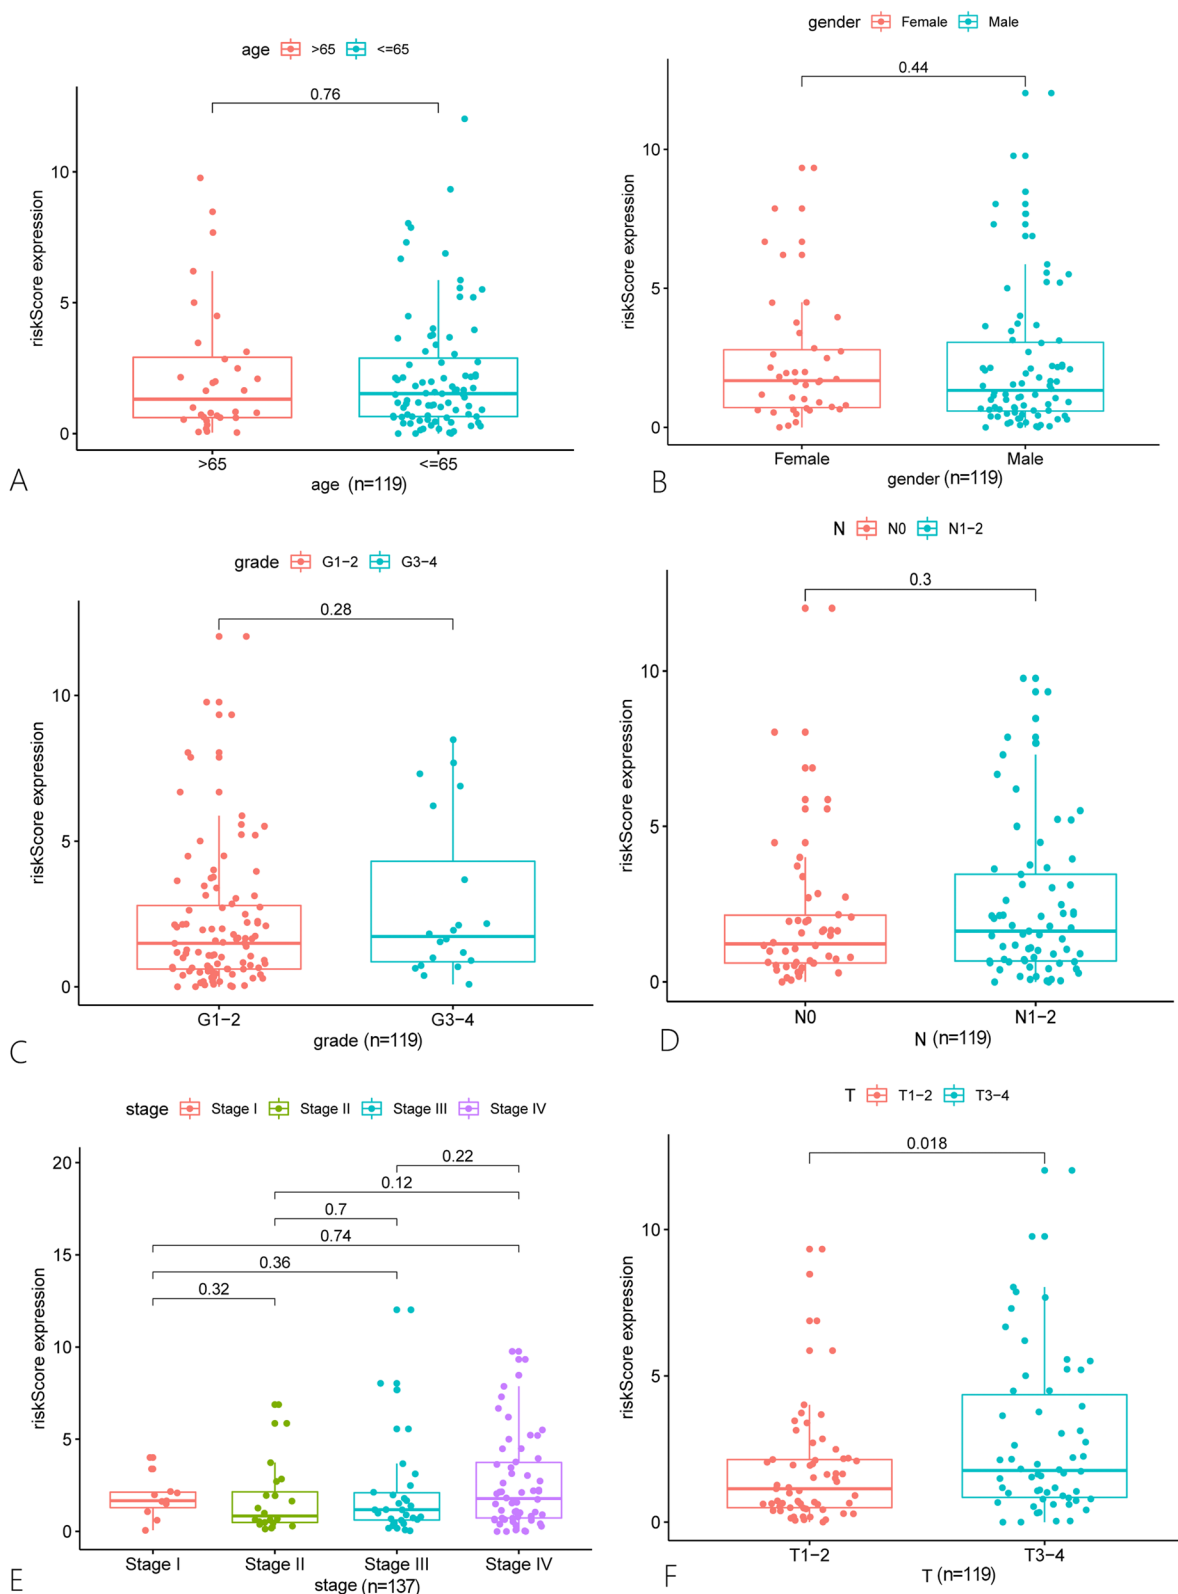 age >65 <=65
0.76
riskScore expression
10
5
0
>65 <=65
age (n=119)
A
gender Female Male
0.44
riskScore expression
10
5
0
Female Male
gender (n=119)
B
grade G1−2 G3−4
0.28
riskScore expression
10
5
0
G1−2 G3−4
grade (n=119)
C
N N0 N1−2
0.3
riskScore expression
10
5
0
N0 N1−2
N (n=119)
D
stage Stage I Stage II Stage III Stage IV
0.22
0.12
0.7
0.74
0.36
0.32
riskScore expression
20
15
10
5
0
Stage I Stage II Stage III Stage IV
stage (n=137)
E
T T1−2 T3−4
0.018
riskScore expression
10
5
0
T1−2 T3−4
T (n=119)
F